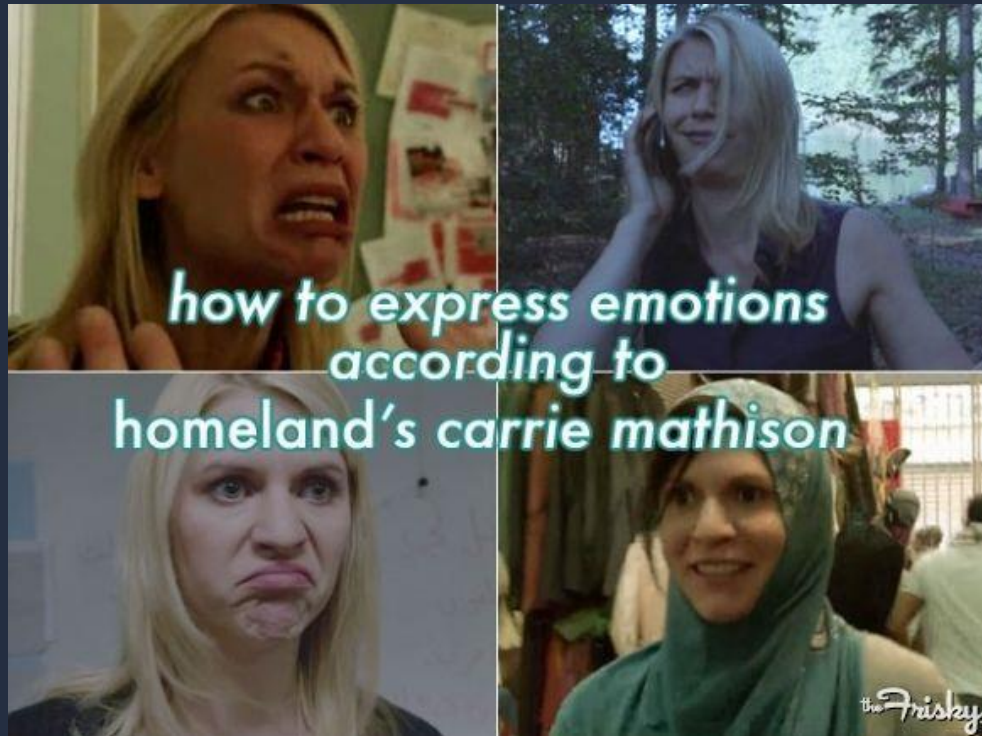 how to express emotions
according to
homeland's carrie mathison
the Frisky